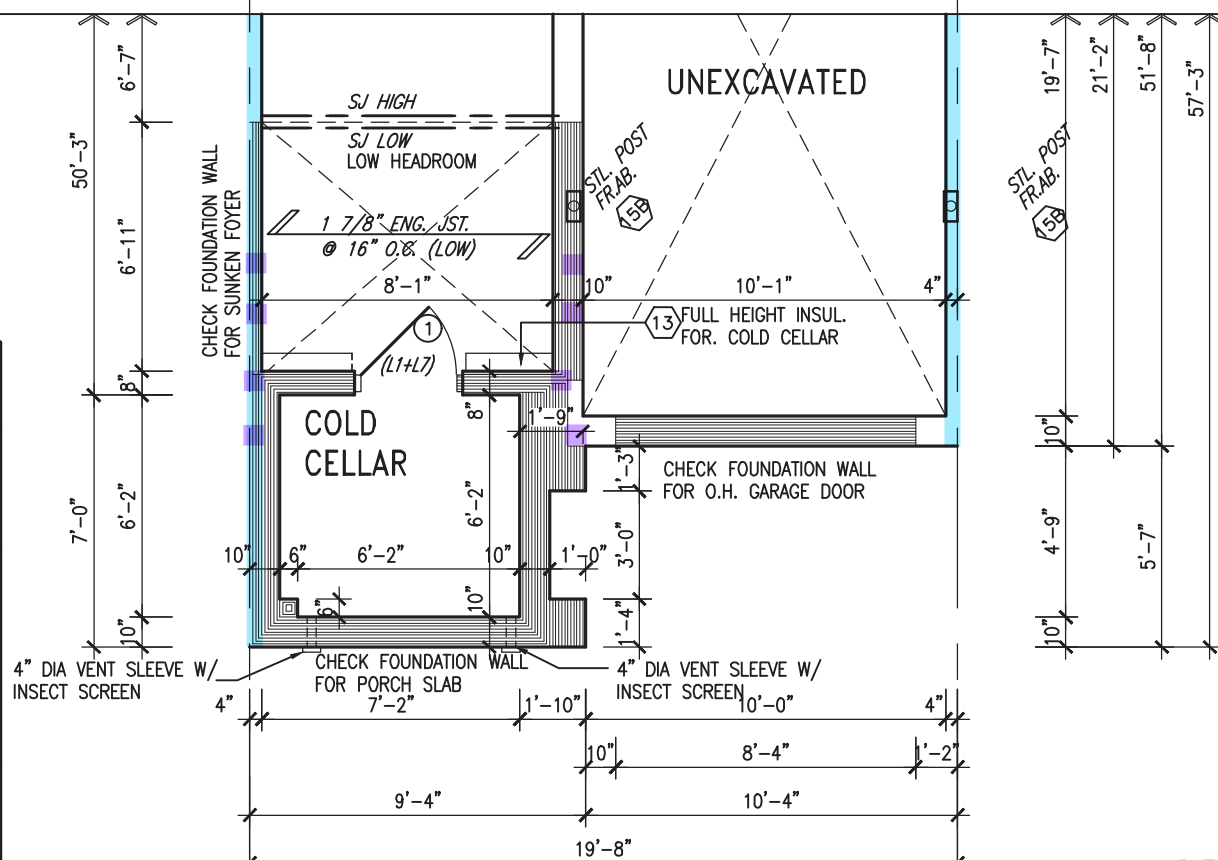 6'-7"
50'-3"
6'-11"
8"
7'-0"
6'-2"
10"
CHECK FOUNDATION WALL
FOR SUNKEN FOYER
SJ HIGH
SJ LOW
LOW HEADROOM
1 7/8" ENG. JST.
@ 16" O.C. (LOW)
8'-1"
10"
10'-1"
4"
UNEXCAVATED
STL. POST
FR.AB.
15B
STL. POST
FR.AB.
15B
19'-7"
21'-2"
51'-8"
57'-3"
1
(L1+L7)
13
FULL HEIGHT INSUL.
FOR. COLD CELLAR
COLD
CELLAR
8"
1'-9"
6'-2"
10"
6"
6'-2"
10"
1'-0"
6"
10"
1'-3"
3'-0"
1'-4"
CHECK FOUNDATION WALL
FOR O.H. GARAGE DOOR
10"
4'-9"
5'-7"
10"
4" DIA VENT SLEEVE W/
INSECT SCREEN
CHECK FOUNDATION WALL
FOR PORCH SLAB
4" DIA VENT SLEEVE W/
INSECT SCREEN
4"
7'-2"
1'-10"
10'-0"
4"
10"
8'-4"
1'-2"
9'-4"
10'-4"
19'-8"